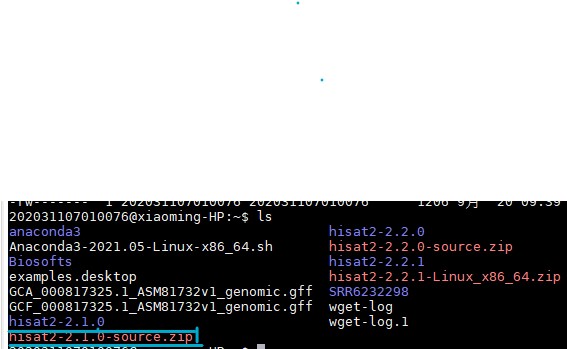 -rw------- 1 202031107010076 202031107010076 1206 9月 20 09:39
202031107010076@xiaoming-HP:~$ ls
anaconda3 hisat2-2.2.0
Anaconda3-2021.05-Linux-x86_64.sh hisat2-2.2.0-source.zip
Biosofts hisat2-2.2.1
examples.desktop hisat2-2.2.1-Linux_x86_64.zip
GCA_000817325.1_ASM81732v1_genomic.gff SRR6232298
GCF_000817325.1_ASM81732v1_genomic.gff wget-log
hisat2-2.1.0 wget-log.1
hisat2-2.1.0-source.zip